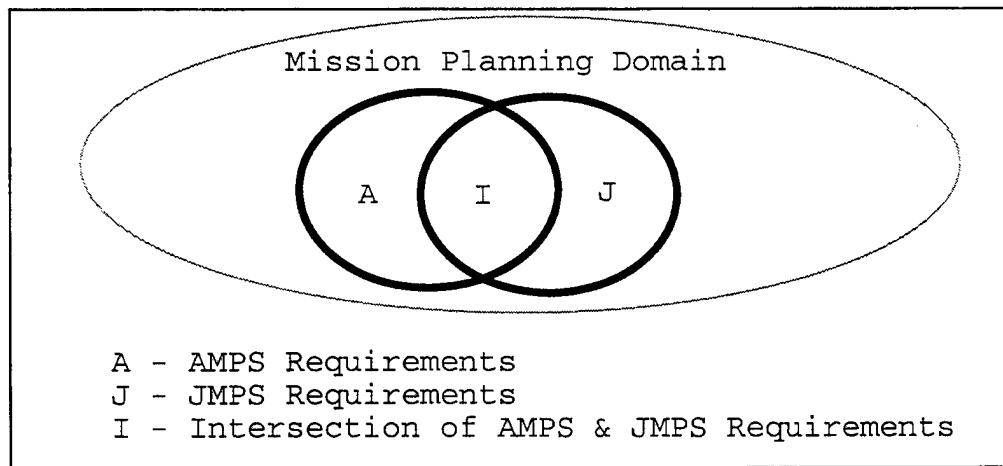 Mission Planning Domain
A I J
A - AMPS Requirements
J - JMPS Requirements
I - Intersection of AMPS & JMPS Requirements